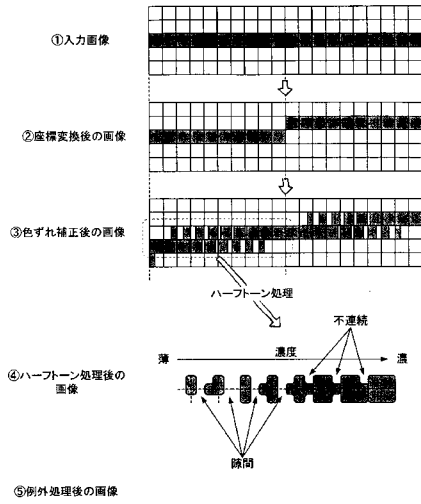 ①入力画像
②座標変換後の画像
③色ずれ補正後の画像
ハーフトーン処理
不連続
薄
濃度
濃
④ハーフトーン処理後の
画像
隙間
⑤例外処理後の画像